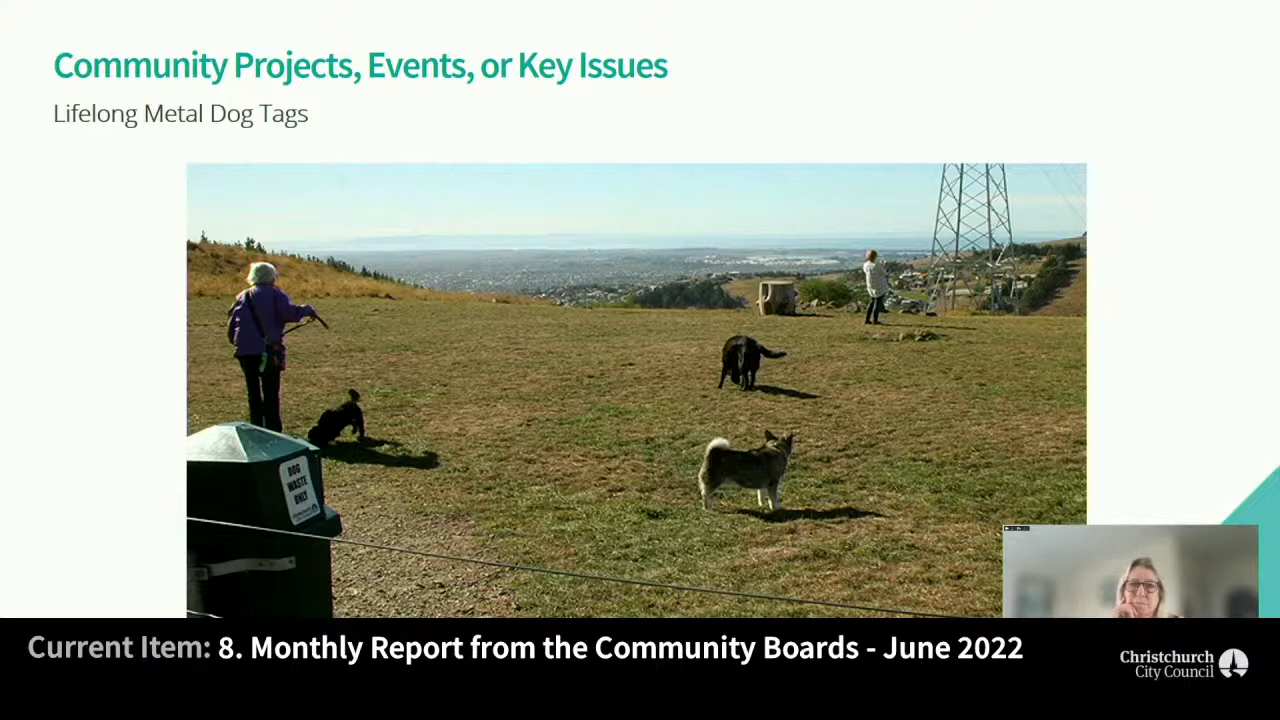 Community Projects, Events, or Key Issues
Lifelong Metal Dog Tags
DOG
WASTE
ONLY
Christchurch
Current Item: 8. Monthly Report from the Community Boards - June 2022
Christchurch
City Council